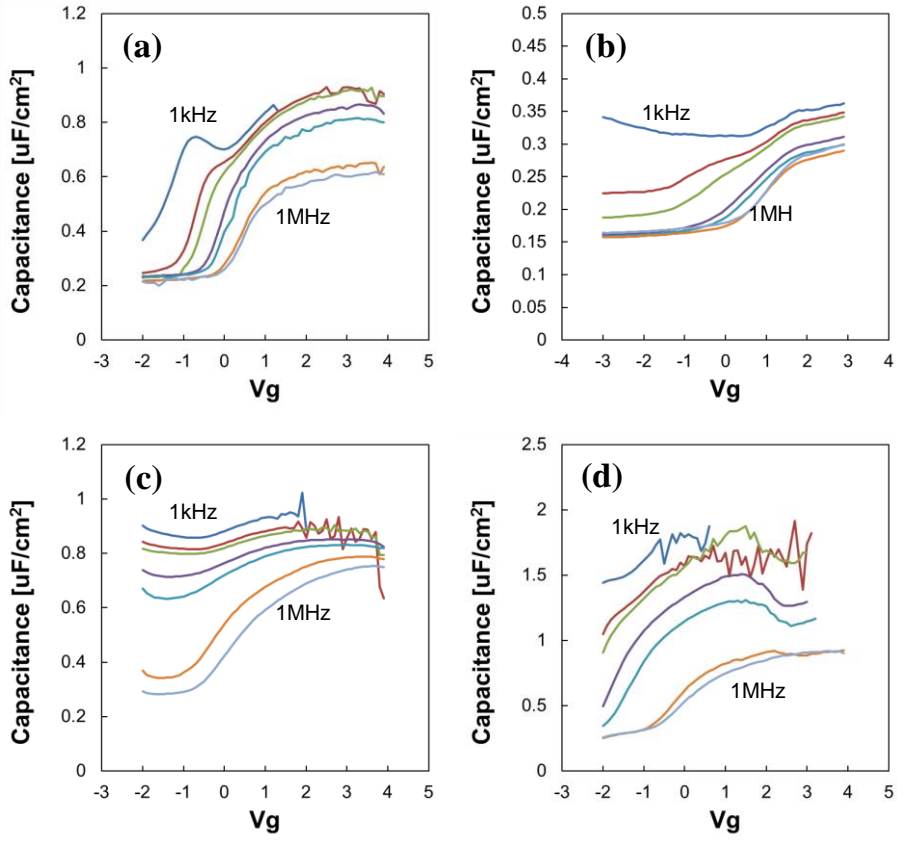 (a)
1.2
1
0.8
0.6
0.4
0.2
0
Capacitance [uF/cm²]
1kHz
1MHz
-3 -2 -1 0 1 2 3 4 5
Vg
(b)
0.5
0.45
0.4
0.35
0.3
0.25
0.2
0.15
0.1
0.05
0
Capacitance [uF/cm²]
1kHz
1MH
-4 -3 -2 -1 0 1 2 3 4
Vg
(c)
1.2
1
0.8
0.6
0.4
0.2
0
Capacitance [uF/cm²]
1kHz
1MHz
-3 -2 -1 0 1 2 3 4 5
Vg
(d)
2.5
2
1.5
1
0.5
0
Capacitance [uF/cm²]
1kHz
1MHz
-3 -2 -1 0 1 2 3 4 5
Vg